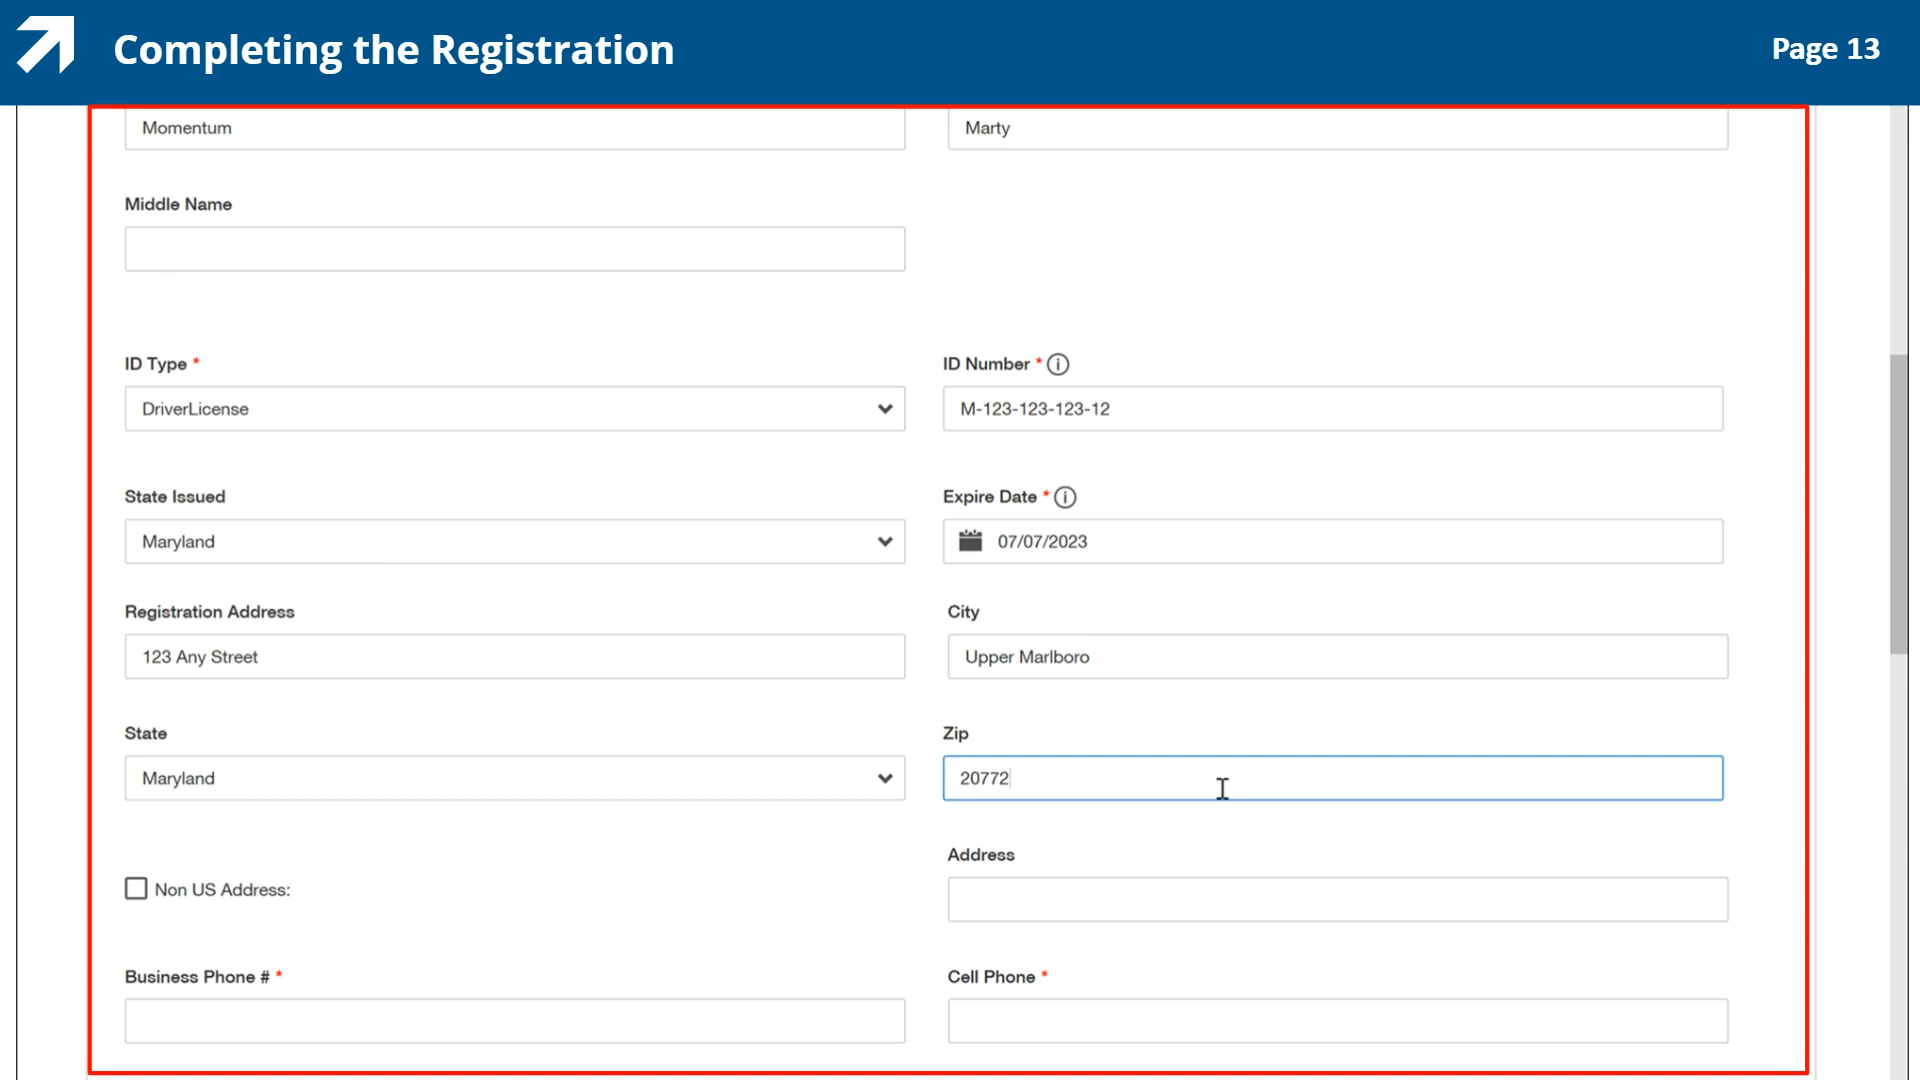 Completing the Registration
Page 13
Momentum
Marty
Middle Name
ID Type *
ID Number *
DriverLicense
M-123-123-123-12
State Issued
Expire Date *
Maryland
07/07/2023
Registration Address
City
123 Any Street
Upper Marlboro
State
Zip
Maryland
20772
Address
Non US Address:
Business Phone # *
Cell Phone *